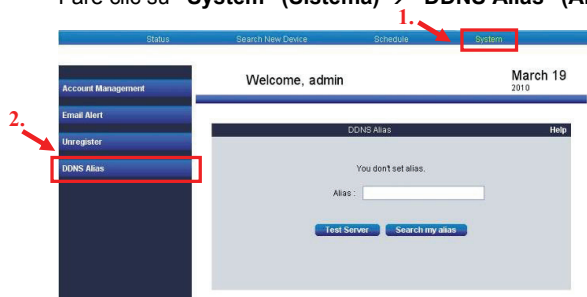 Fare clic su "System" (Sistema) → "DDNS Alias" (A
1.
Status Search New Device Schedule System
Account Management
Email Alert
Unregister
2.
DDNS Alias
Welcome, admin
March 19
2010
DDNS Alias Help
You don't set alias.
Alias :
Test Server Search my alias